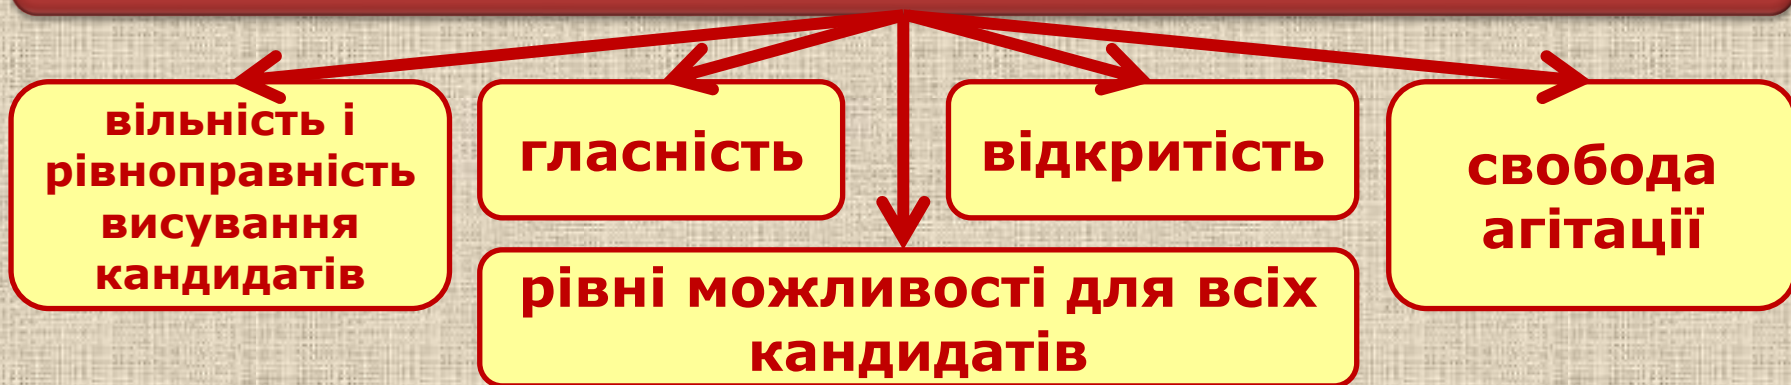 вільність і
рівноправність
висування
кандидатів
гласність
відкритість
свобода
агітації
рівні можливості для всіх
кандидатів